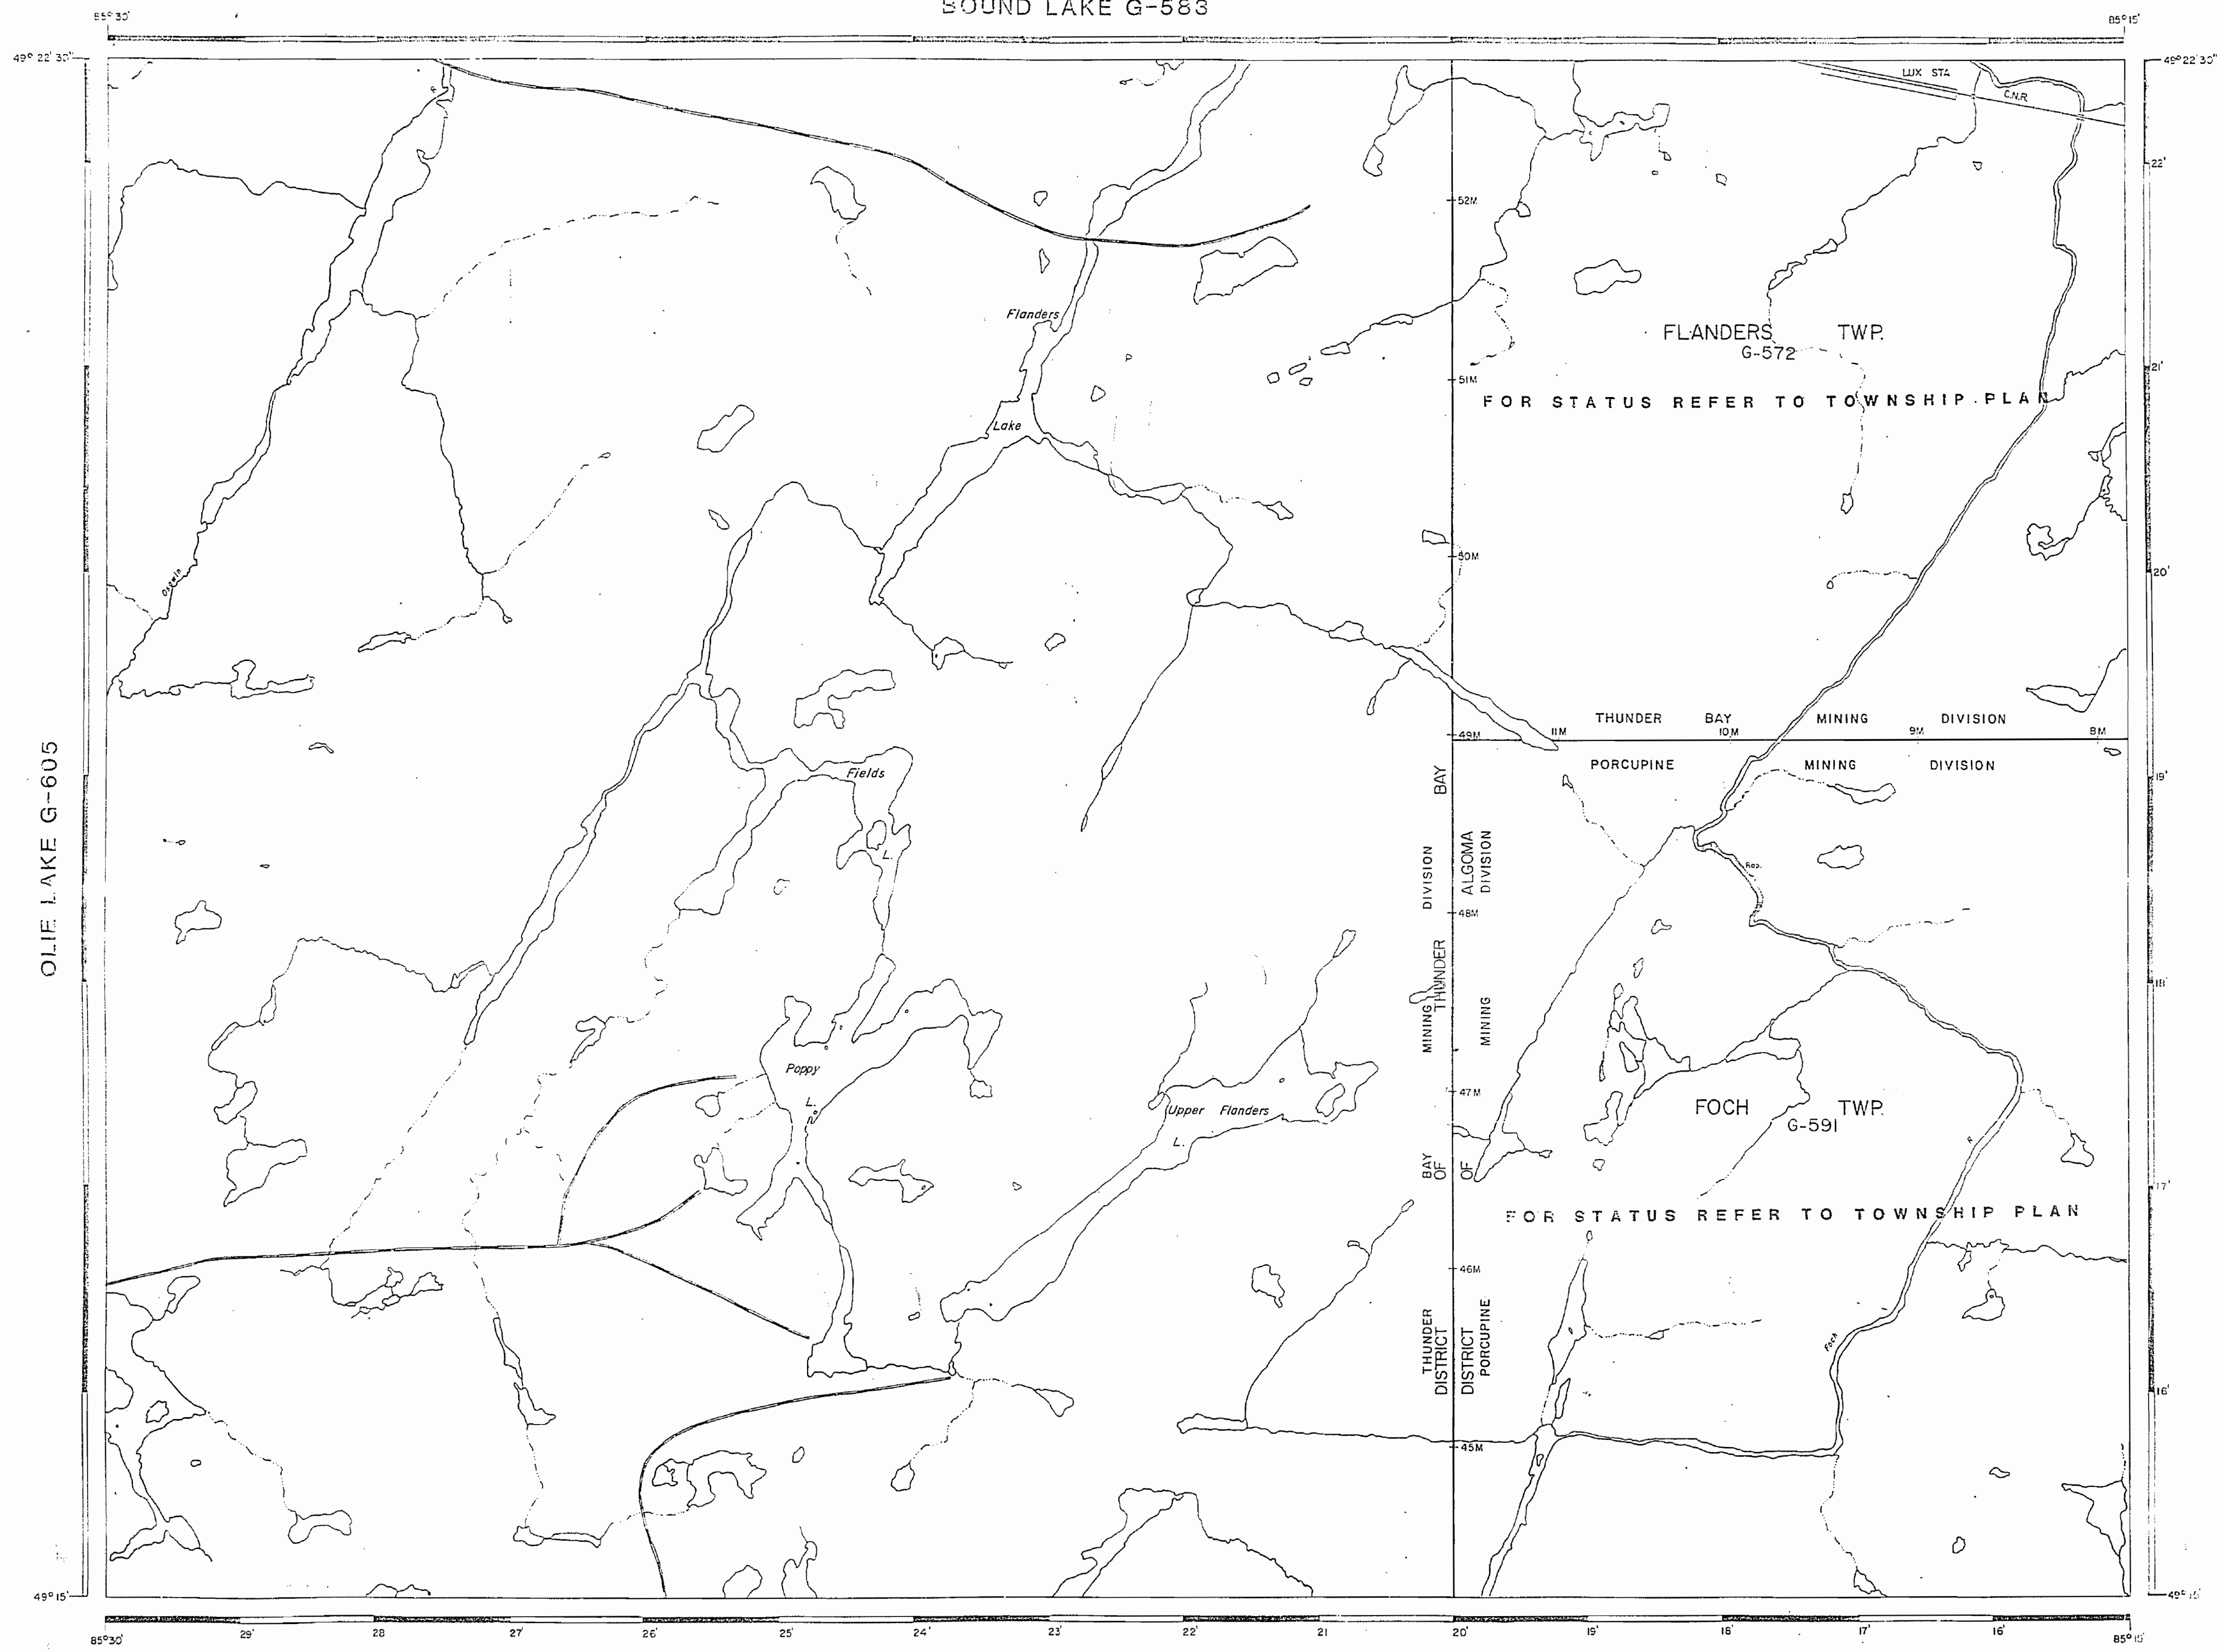 BOUND LAKE G-583
85°30'
85°15'
49° 22' 30"
49° 22' 30"
LUX STA
C.N.R.
R
22'
52M
Flanders
FLANDERS TWP.
G-572
21'
51M
FOR STATUS REFER TO TOWNSHIP PLAN
Lake
50M
20'
THUNDER BAY MINING DIVISION
49M
11M
10M
9M
8M
PORCUPINE MINING DIVISION
19'
OLIE LAKE G-605
Fields
L.
BAY
DIVISION
ALGOMA
DIVISION
Rap.
48M
18'
THUNDER
MINING
MINING
Poppy
L.
47M
Upper Flanders
L.
FOCH TWP.
G-591
R
BAY
OF
OF
17'
FOR STATUS REFER TO TOWNSHIP PLAN
46M
THUNDER
DISTRICT
DISTRICT
PORCUPINE
Foch
16'
45M
49°15'
49°15'
85°30'
29'
28
27'
26'
25'
24'
23'
22'
21
20'
19'
18'
17'
16'
85°15'